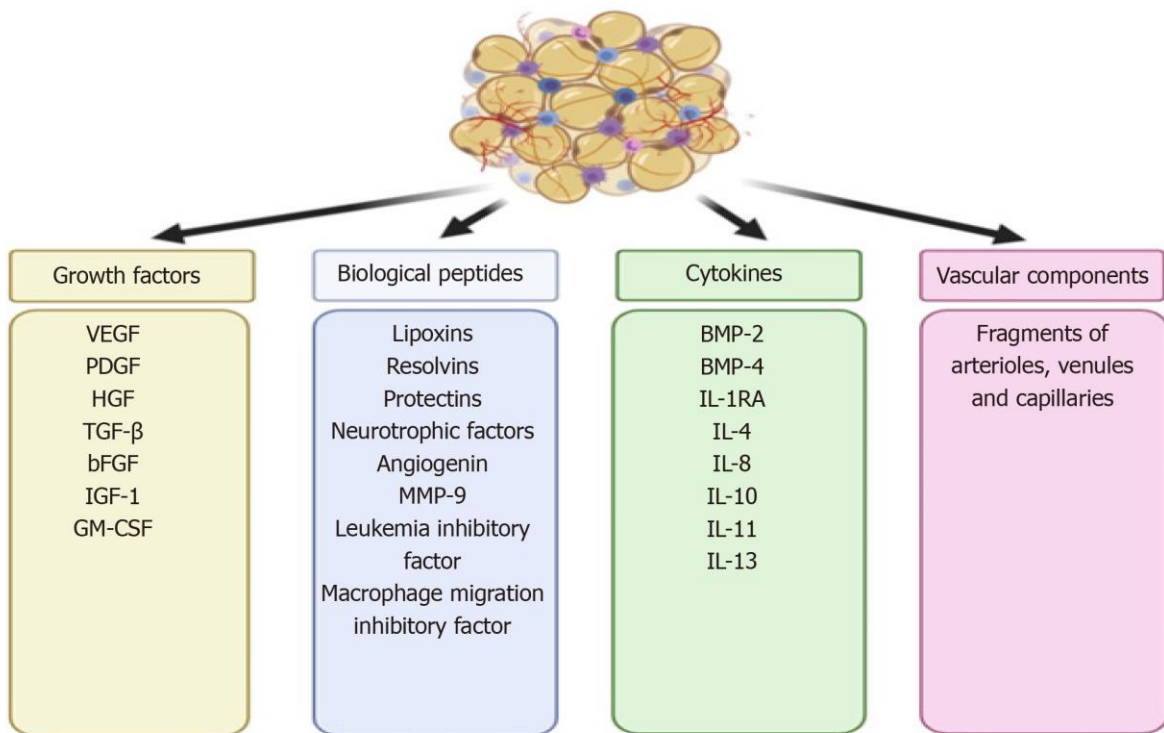 Growth factors
VEGF
PDGF
HGF
TGF-β
bFGF
IGF-1
GM-CSF
Biological peptides
Lipoxins
Resolvins
Protectins
Neurotrophic factors
Angiogenin
MMP-9
Leukemia inhibitory
factor
Macrophage migration
inhibitory factor
Cytokines
BMP-2
BMP-4
IL-1RA
IL-4
IL-8
IL-10
IL-11
IL-13
Vascular components
Fragments of
arterioles, venules
and capillaries